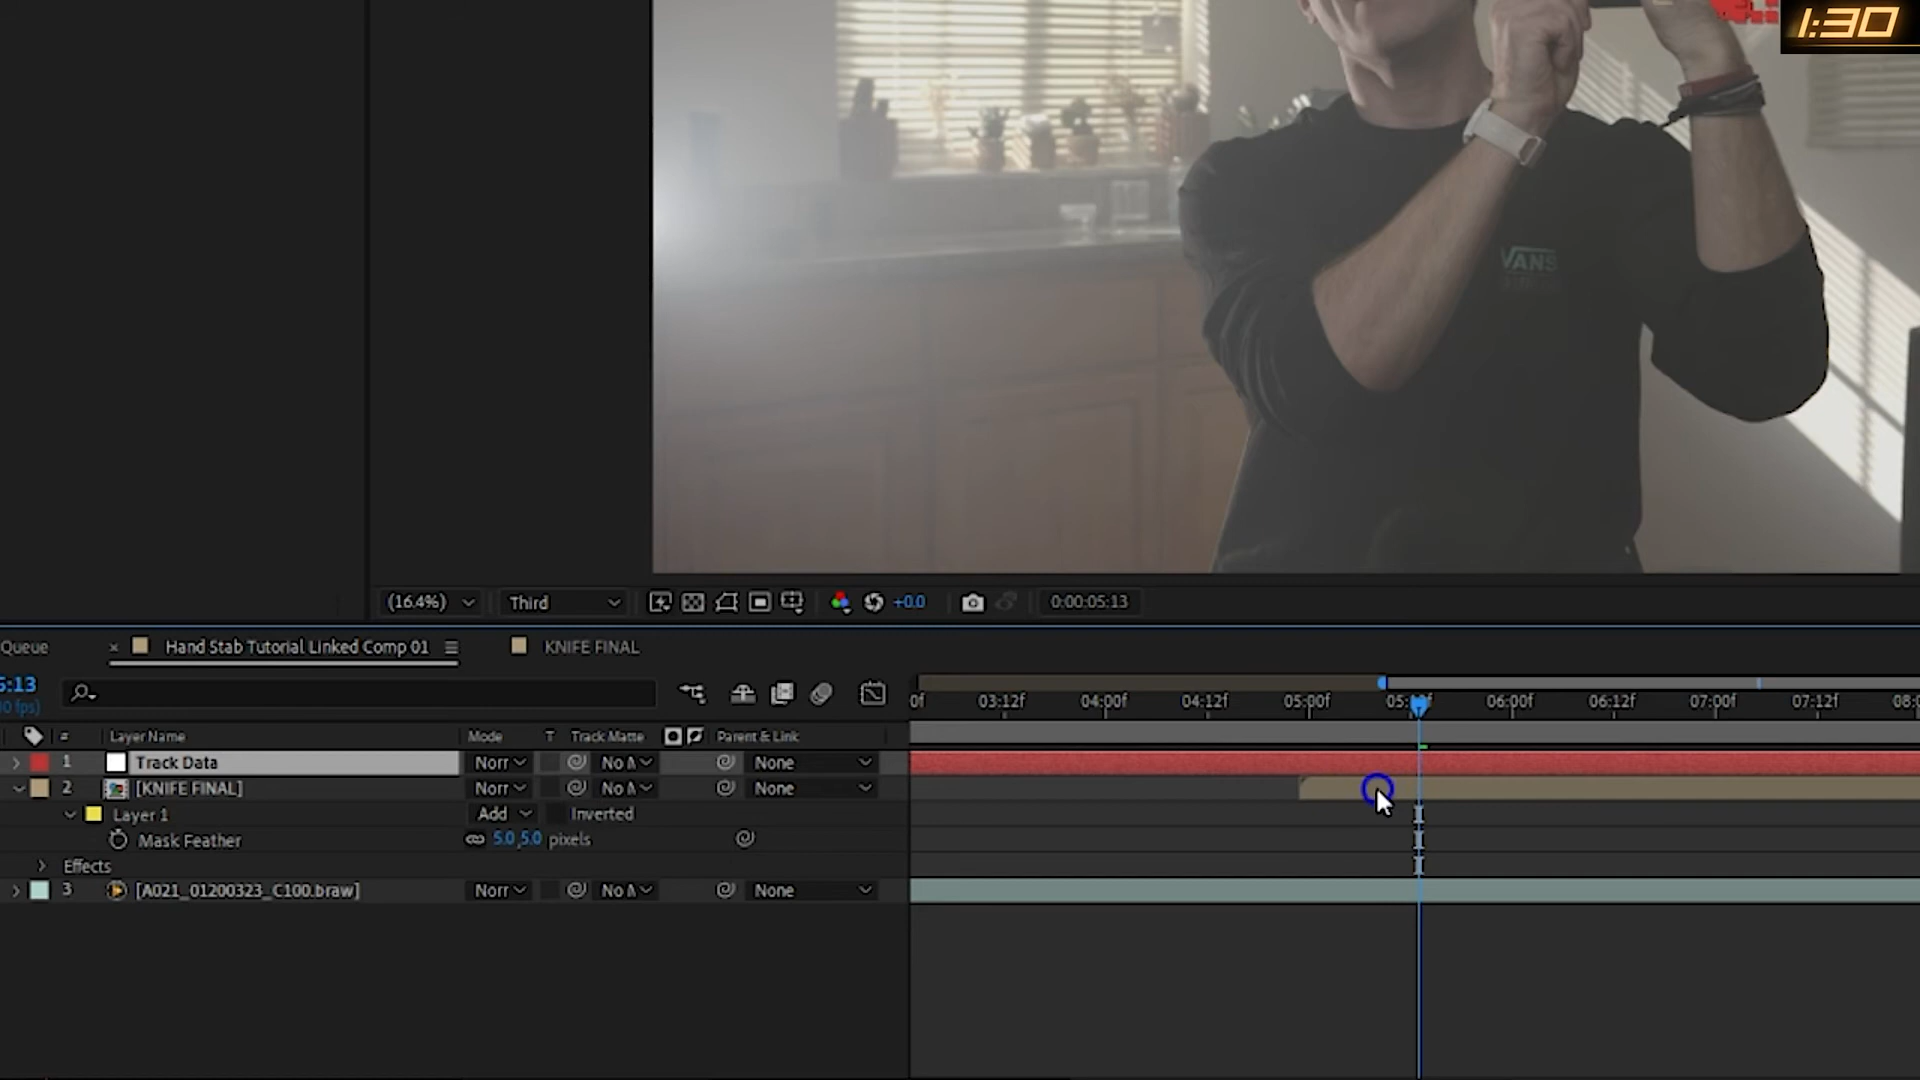 1:30
VANS
(16.4%) Third +0.0 0:00:05:13
Queue × Hand Stab Tutorial Linked Comp 01 KNIFE FINAL
5:13
0 fps)
0f 03:12f 04:00f 04:12f 05:00f 05: f 06:00f 06:12f 07:00f 07:12f 08:0
# Layer Name Mode T Track Matte Parent & Link
1 Track Data Norr No M None
2 [KNIFE FINAL] Norr No M None
Layer 1 Add Inverted
Mask Feather 5.0,5.0 pixels
Effects
3 [A021_01200323_C100.braw] Norr No M None